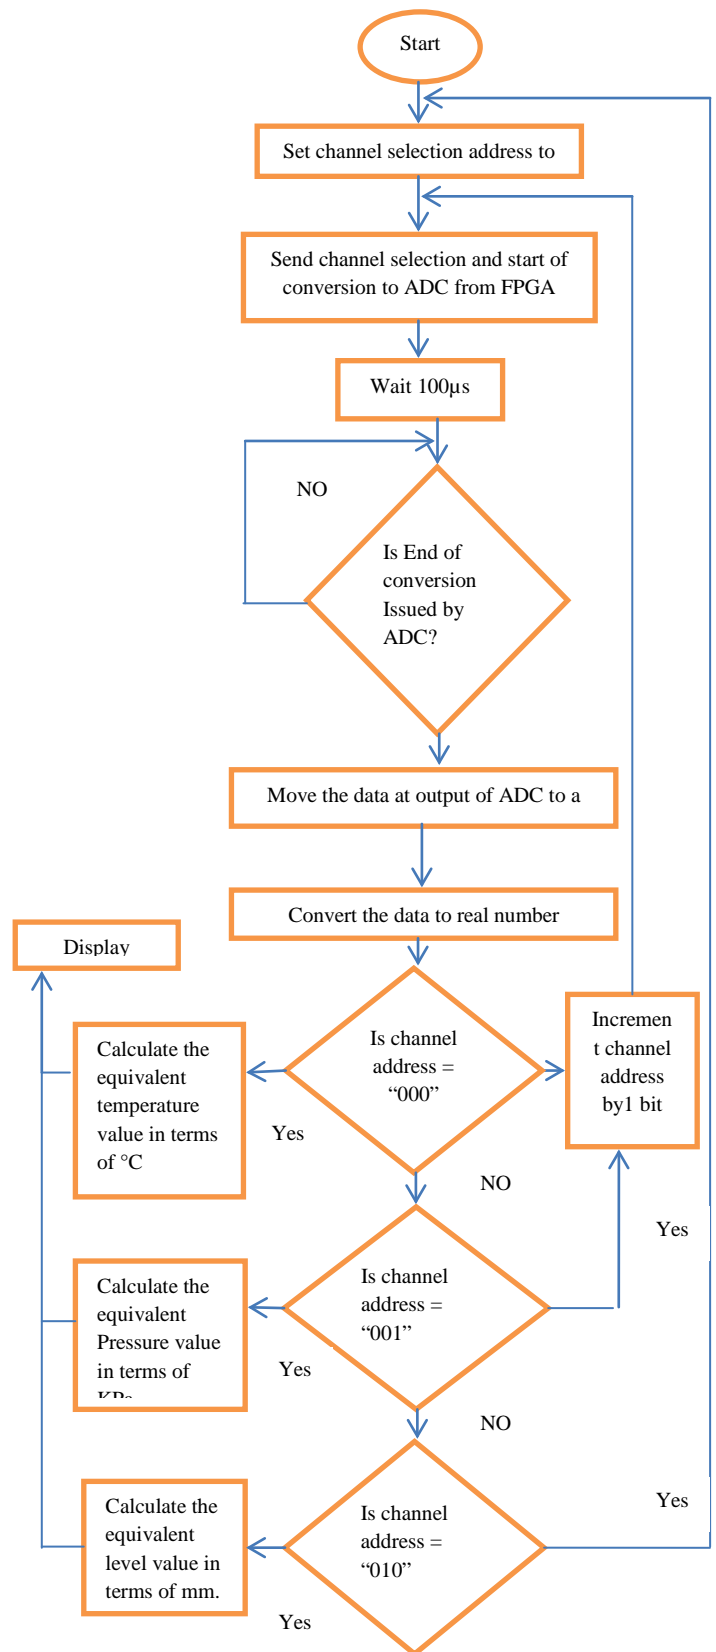 Start
Set channel selection address to
Send channel selection and start of
conversion to ADC from FPGA
Wait 100µs
NO
Is End of
conversion
Issued by
ADC?
Move the data at output of ADC to a
Convert the data to real number
Display
Calculate the
equivalent
temperature
value in terms
of °C
Yes
Is channel
address =
“000”
Incremen
t channel
address
by1 bit
NO
Yes
Calculate the
equivalent
Pressure value
in terms of
KPa
Yes
Is channel
address =
“001”
NO
Yes
Calculate the
equivalent
level value in
terms of mm.
Yes
Is channel
address =
“010”